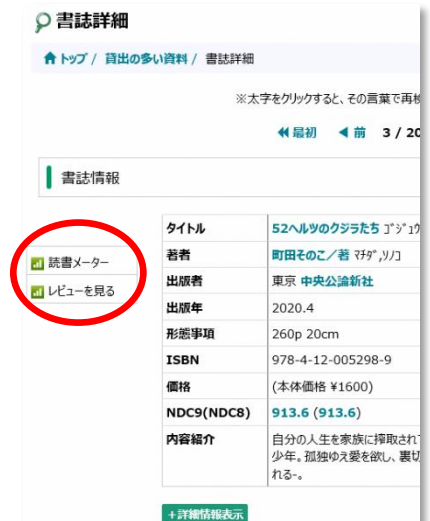 書誌詳細
トップ / 貸出の多い資料 / 書誌詳細
※太字をクリックすると、その言葉で再検
最初 前 3 / 20
書誌情報
読書メーター
レビューを見る
タイトル 52ヘルツのクジラたち ゴジュウ
著者 町田そのこ/著 マチダ,ソノコ
出版者 東京 中央公論新社
出版年 2020.4
形態事項 260p 20cm
ISBN 978-4-12-005298-9
価格 (本体価格 ¥1600)
NDC9(NDC8) 913.6 (913.6)
内容紹介 自分の人生を家族に搾取され
少年。孤独ゆえ愛を欲し、裏切
れる-。
+詳細情報表示